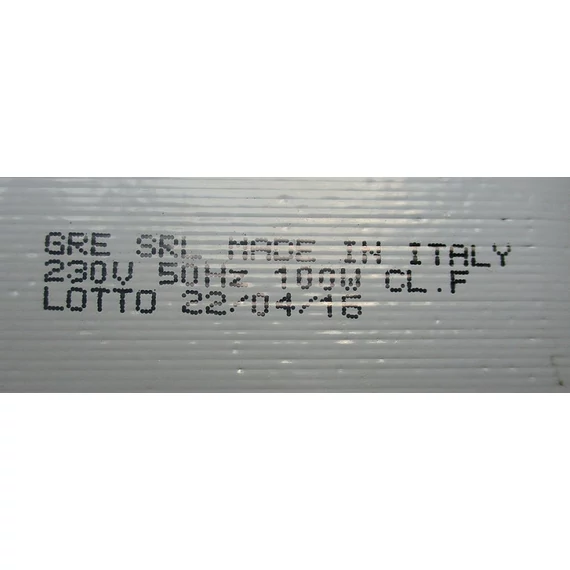 GRE SRL MADE IN ITALY
230V 50Hz 100W CL.F
LOTTO 22/04/16